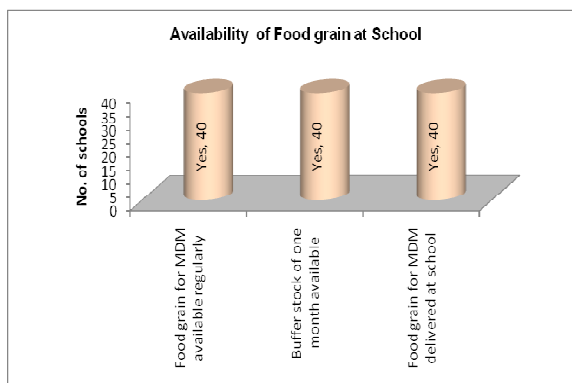 Availability of Food grain at School
No. of schools
40
35
30
25
20
15
10
5
0
Yes, 40
Yes, 40
Yes, 40
Food grain for MDM
available regularly
Buffer stock of one
month available
Food grain for MDM
delivered at school